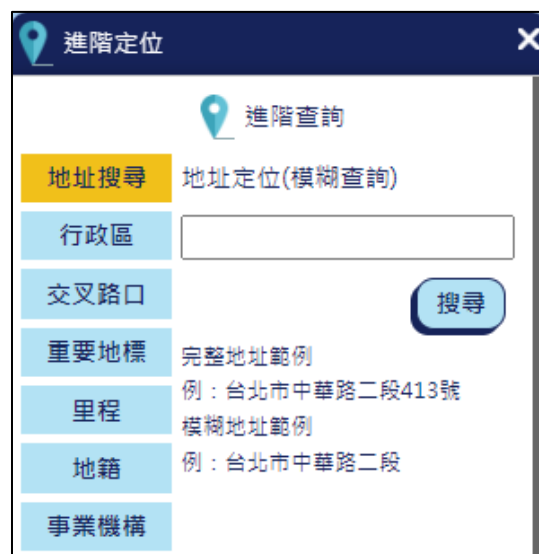 進階定位
進階查詢
地址搜尋
地址定位(模糊查詢)
行政區
交叉路口
搜尋
重要地標
完整地址範例
例：台北市中華路二段413號
里程
模糊地址範例
例：台北市中華路二段
地籍
事業機構